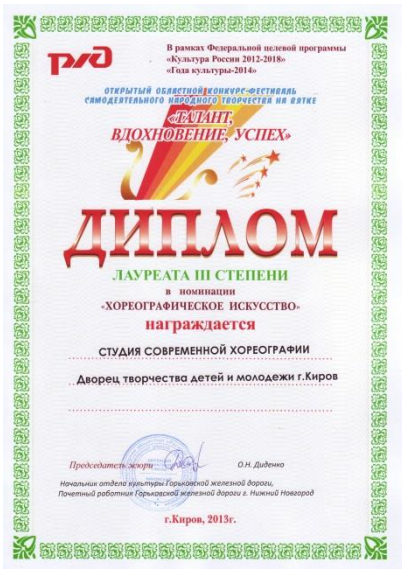 РЖД
В рамках Федеральной целевой программы
«Культура России 2012-2018»
«Года культуры-2014»
ОТКРЫТЫЙ ОБЛАСТНОЙ КОНКУРС-ФЕСТИВАЛЬ
САМОДЕЯТЕЛЬНОГО НАРОДНОГО ТВОРЧЕСТВА НА ВЯТКЕ
«ТАЛАНТ,
ВДОХНОВЕНИЕ, УСПЕХ»
ДИПЛОМ
ЛАУРЕАТА III СТЕПЕНИ
в номинации
«ХОРЕОГРАФИЧЕСКОЕ ИСКУССТВО»
награждается
СТУДИЯ СОВРЕМЕННОЙ ХОРЕОГРАФИИ
Дворец творчества детей и молодежи г.Киров
Председатель жюри О.Н. Диденко
Начальник отдела культуры Горьковской железной дороги,
Почетный работник Горьковской железной дороги г. Нижний Новгород
г.Киров, 2013г.